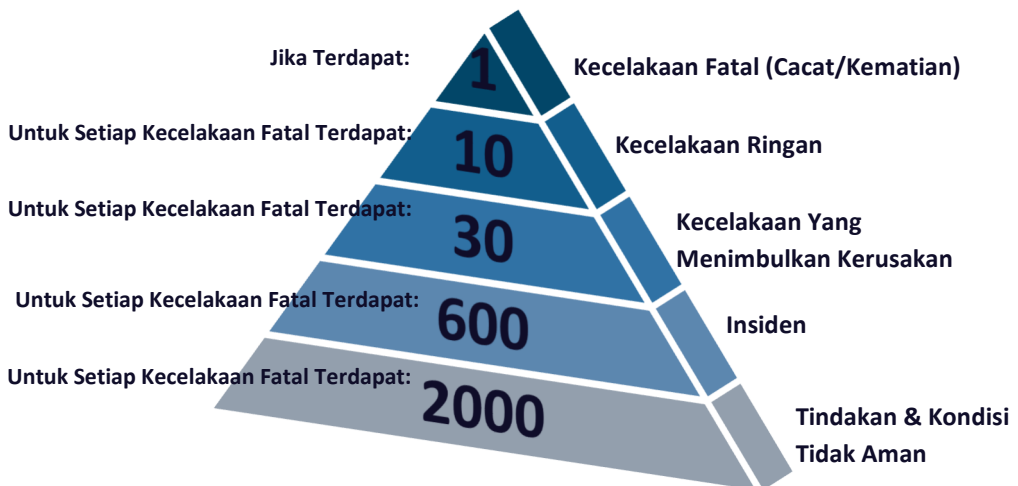 Jika Terdapat:
1
Kecelakaan Fatal (Cacat/Kematian)
Untuk Setiap Kecelakaan Fatal Terdapat:
10
Kecelakaan Ringan
Untuk Setiap Kecelakaan Fatal Terdapat:
30
Kecelakaan Yang
Menimbulkan Kerusakan
Untuk Setiap Kecelakaan Fatal Terdapat:
600
Insiden
Untuk Setiap Kecelakaan Fatal Terdapat:
2000
Tindakan & Kondisi
Tidak Aman